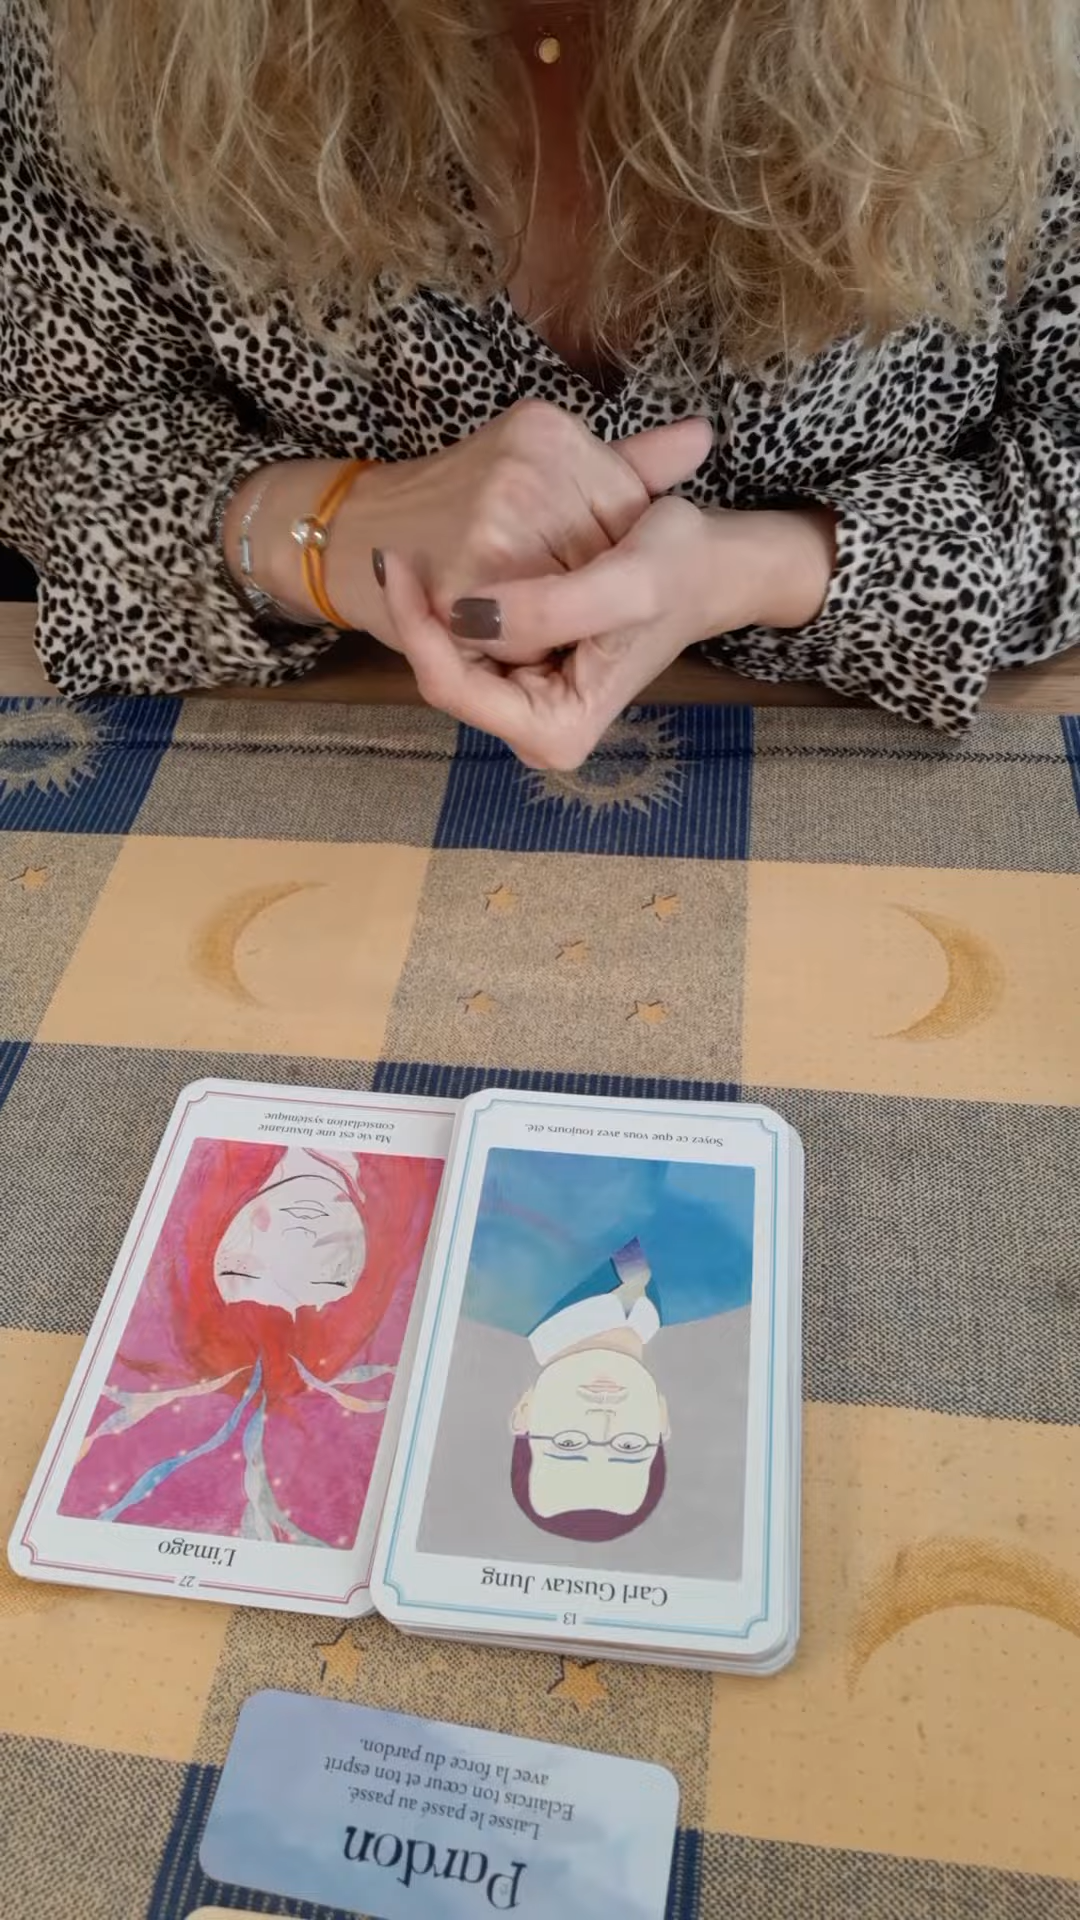 27
L'imago
Ma vie est une luxuriante
constellation systémique.
13
Carl Gustav Jung
Soyez ce que vous avez toujours été.
Pardon
Laisse le passé au passé.
Eclaircis ton cœur et ton esprit
avec la force du pardon.